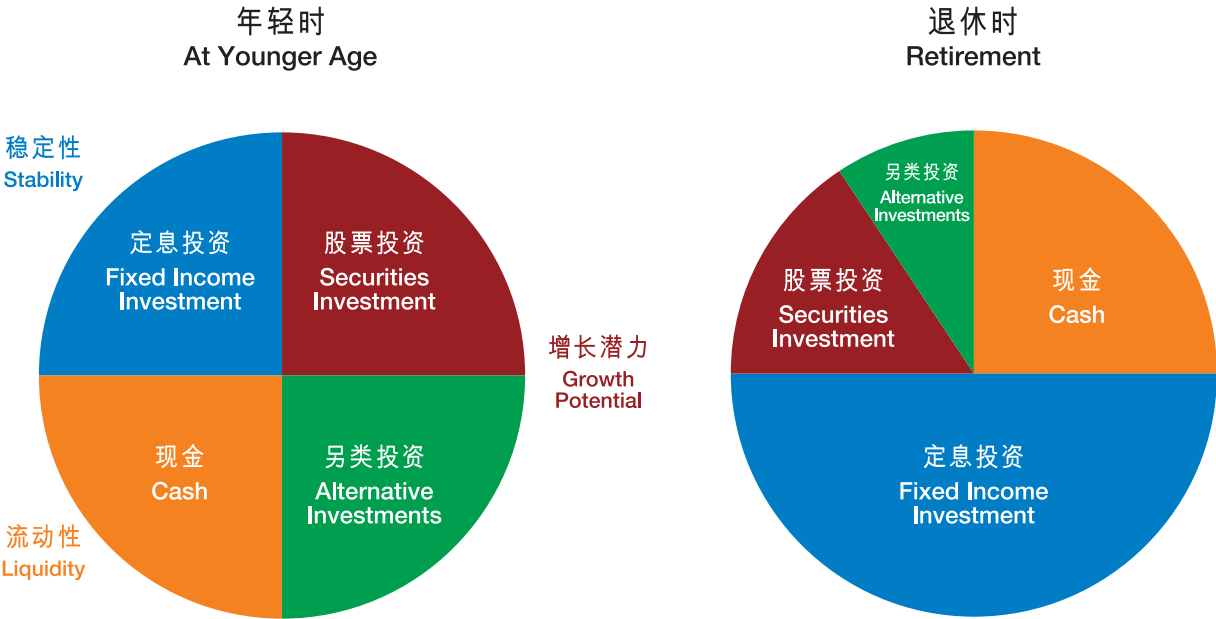 年轻时
At Younger Age
稳定性
Stability
定息投资
Fixed Income
Investment
股票投资
Securities
Investment
增长潜力
Growth
Potential
现金
Cash
另类投资
Alternative
Investments
流动性
Liquidity
退休时
Retirement
另类投资
Alternative
Investments
股票投资
Securities
Investment
现金
Cash
定息投资
Fixed Income
Investment